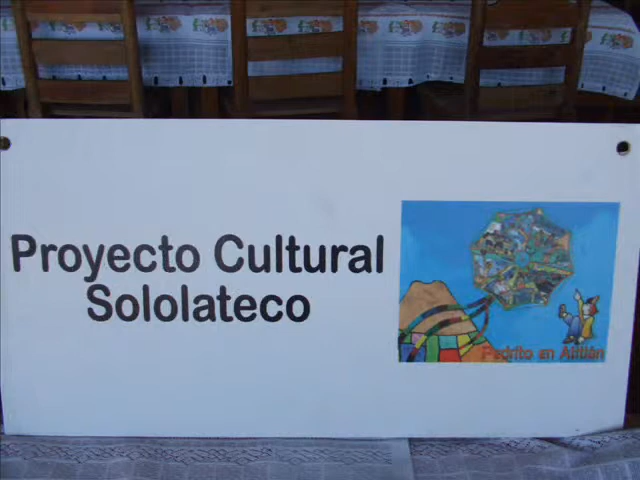 Proyecto Cultural
Sololateco
Pedrito en Atitlán